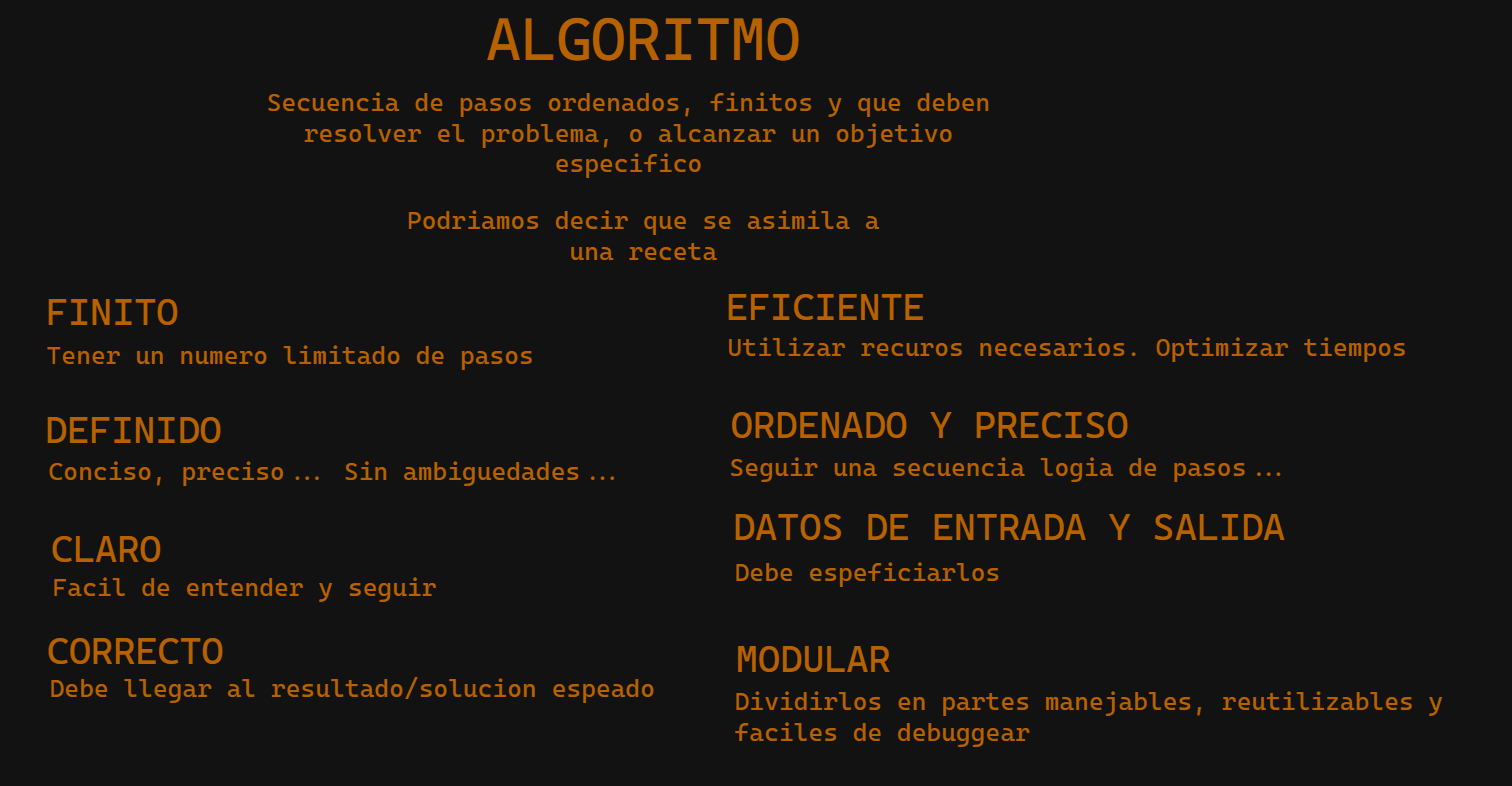 ALGORITMO
Secuencia de pasos ordenados, finitos y que deben
resolver el problema, o alcanzar un objetivo
especifico
Podriamos decir que se asimila a
una receta
FINITO
Tener un numero limitado de pasos
DEFINIDO
Conciso, preciso... Sin ambiguedades...
CLARO
Facil de entender y seguir
CORRECTO
Debe llegar al resultado/solucion espeado
EFICIENTE
Utilizar recuros necesarios. Optimizar tiempos
ORDENADO Y PRECISO
Seguir una secuencia logia de pasos...
DATOS DE ENTRADA Y SALIDA
Debe espeficiarlos
MODULAR
Dividirlos en partes manejables, reutilizables y
faciles de debuggear